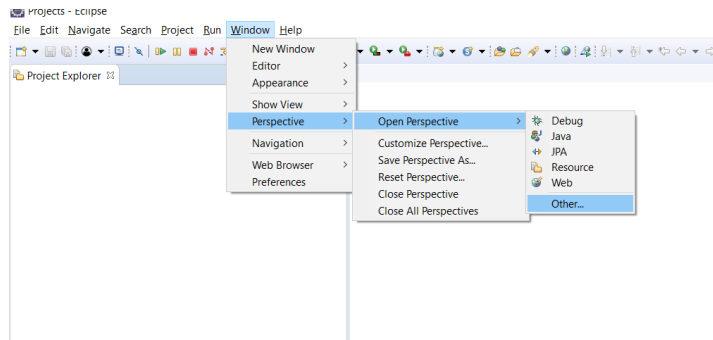 Projects - Eclipse
File Edit Navigate Search Project Run Window Help
Project Explorer
New Window
Editor
Appearance
Show View
Perspective
Navigation
Web Browser
Preferences
Open Perspective
Customize Perspective...
Save Perspective As...
Reset Perspective...
Close Perspective
Close All Perspectives
Debug
Java
JPA
Resource
Web
Other...